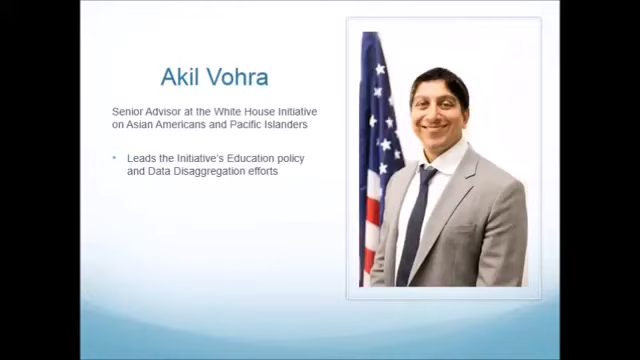 Akil Vohra
Senior Advisor at the White House Initiative
on Asian Americans and Pacific Islanders
• Leads the Initiative's Education policy
and Data Disaggregation efforts